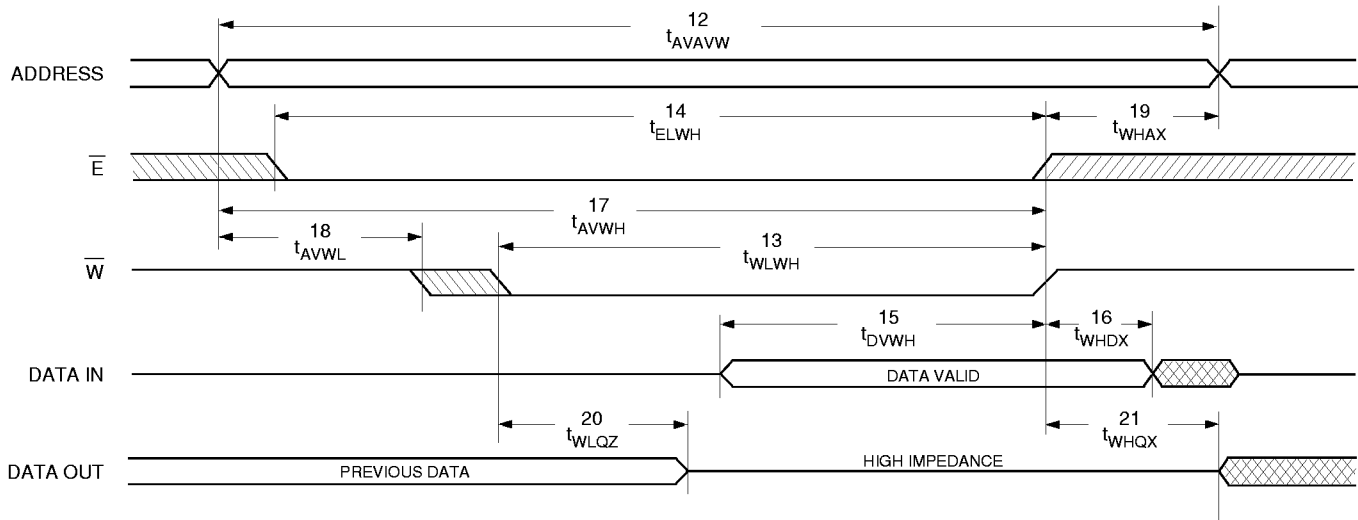 12
tAVAVW
ADDRESS
14
tELWH
19
tWHAX
E̅
17
tAVWH
18
tAVWL
13
tWLWH
W̅
15
tDVWH
16
tWHDX
DATA IN
DATA VALID
20
tWLQZ
21
tWHQX
DATA OUT
PREVIOUS DATA
HIGH IMPEDANCE